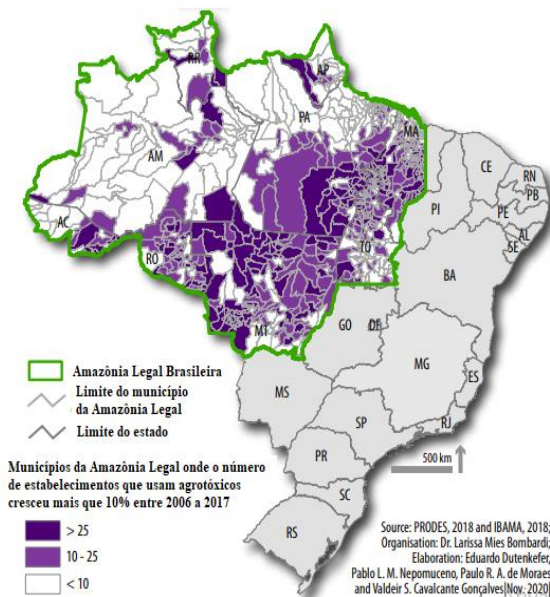 RR
AP
AM
PA
MA
CE
RN
PB
PE
AL
SE
PI
AC
RO
TO
BA
MT
GO
DF
MG
ES
MS
SP
RJ
PR
SC
RS
500 km
Amazônia Legal Brasileira
Limite do município
da Amazônia Legal
Limite do estado
Municípios da Amazônia Legal onde o número
de estabelecimentos que usam agrotóxicos
cresceu mais que 10% entre 2006 a 2017
> 25
10 - 25
< 10
Source: PRODES, 2018 and IBAMA, 2018;
Organisation: Dr. Larissa Mies Bombardi;
Elaboration: Eduardo Dutenkefer,
Pablo L. M. Nepomuceno, Paulo R. A. de Moraes
and Valdeir S. Cavalcante Gonçalves|Nov. 2020|